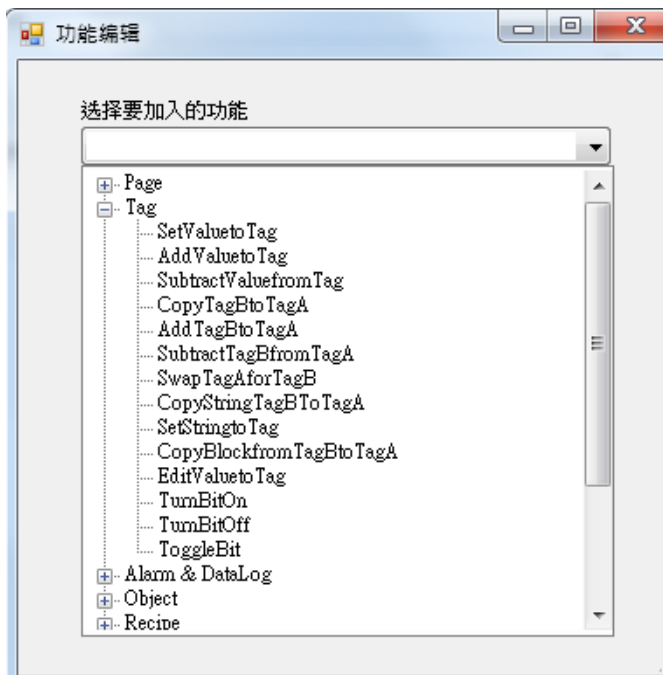 功能编辑
选择要加入的功能
Page
Tag
SetValuetoTag
AddValuetoTag
SubtractValuefromTag
CopyTagBtoTagA
AddTagBtoTagA
SubtractTagBfromTagA
SwapTagAforTagB
CopyStringTagBToTagA
SetStringtoTag
CopyBlockfromTagBtoTagA
EditValuetoTag
TurnBitOn
TurnBitOff
ToggleBit
Alarm & DataLog
Object
Recipe